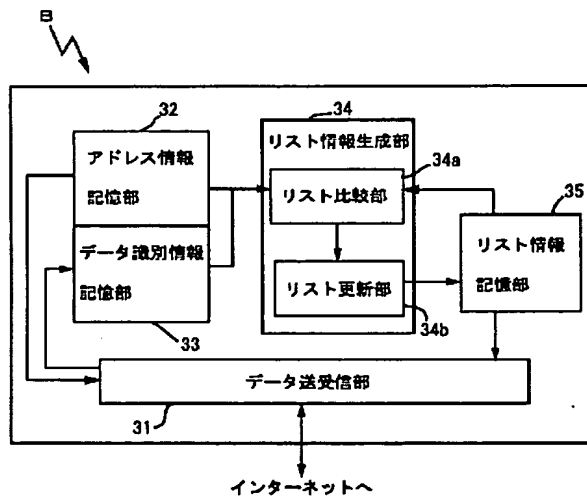 B
32
アドレス情報
記憶部
データ識別情報
記憶部
33
34
リスト情報生成部
34a
リスト比較部
リスト更新部
34b
35
リスト情報
記憶部
データ送受信部
31
インターネットへ